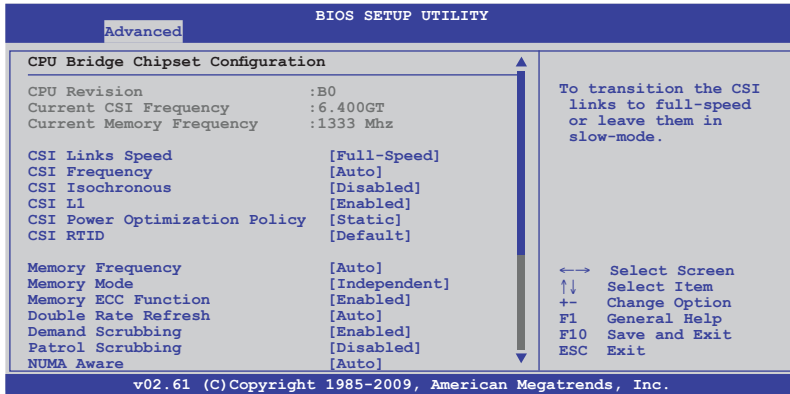 BIOS SETUP UTILITY
Advanced
CPU Bridge Chipset Configuration
CPU Revision :B0
Current CSI Frequency :6.400GT
Current Memory Frequency :1333 Mhz
CSI Links Speed [Full-Speed]
CSI Frequency [Auto]
CSI Isochronous [Disabled]
CSI L1 [Enabled]
CSI Power Optimization Policy [Static]
CSI RTID [Default]
Memory Frequency [Auto]
Memory Mode [Independent]
Memory ECC Function [Enabled]
Double Rate Refresh [Auto]
Demand Scrubbing [Enabled]
Patrol Scrubbing [Disabled]
NUMA Aware [Auto]
To transition the CSI
links to full-speed
or leave them in
slow-mode.
←→ Select Screen
↑↓ Select Item
+- Change Option
F1 General Help
F10 Save and Exit
ESC Exit
v02.61 (C)Copyright 1985-2009, American Megatrends, Inc.